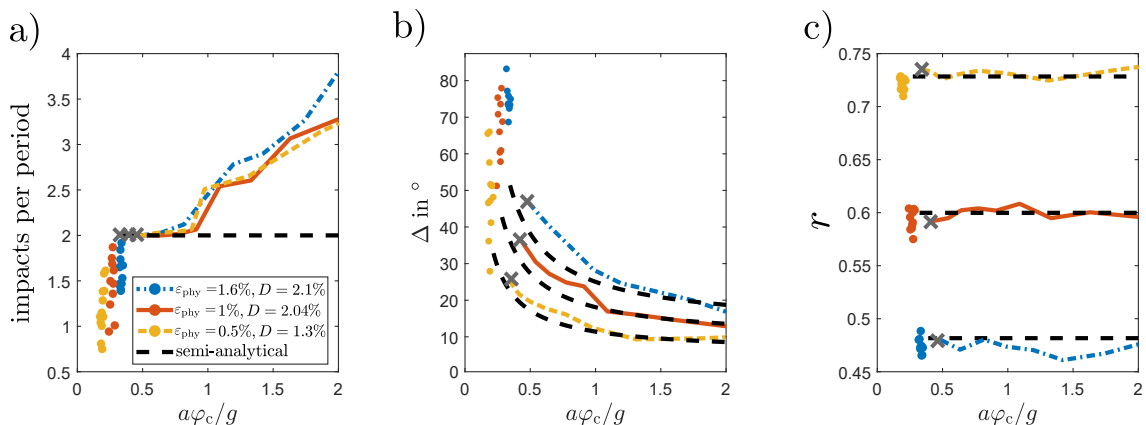 a)
impacts per period
4
3.5
3
2.5
2
1.5
1
0.5
0 0.5 1 1.5 2
aφc/g
εphy =1.6%, D = 2.1%
εphy =1%, D = 2.04%
εphy =0.5%, D = 1.3%
semi-analytical
b)
Δ in °
80
70
60
50
40
30
20
10
0
0 0.5 1 1.5 2
aφc/g
c)
r
0.75
0.7
0.65
0.6
0.55
0.5
0.45
0 0.5 1 1.5 2
aφc/g